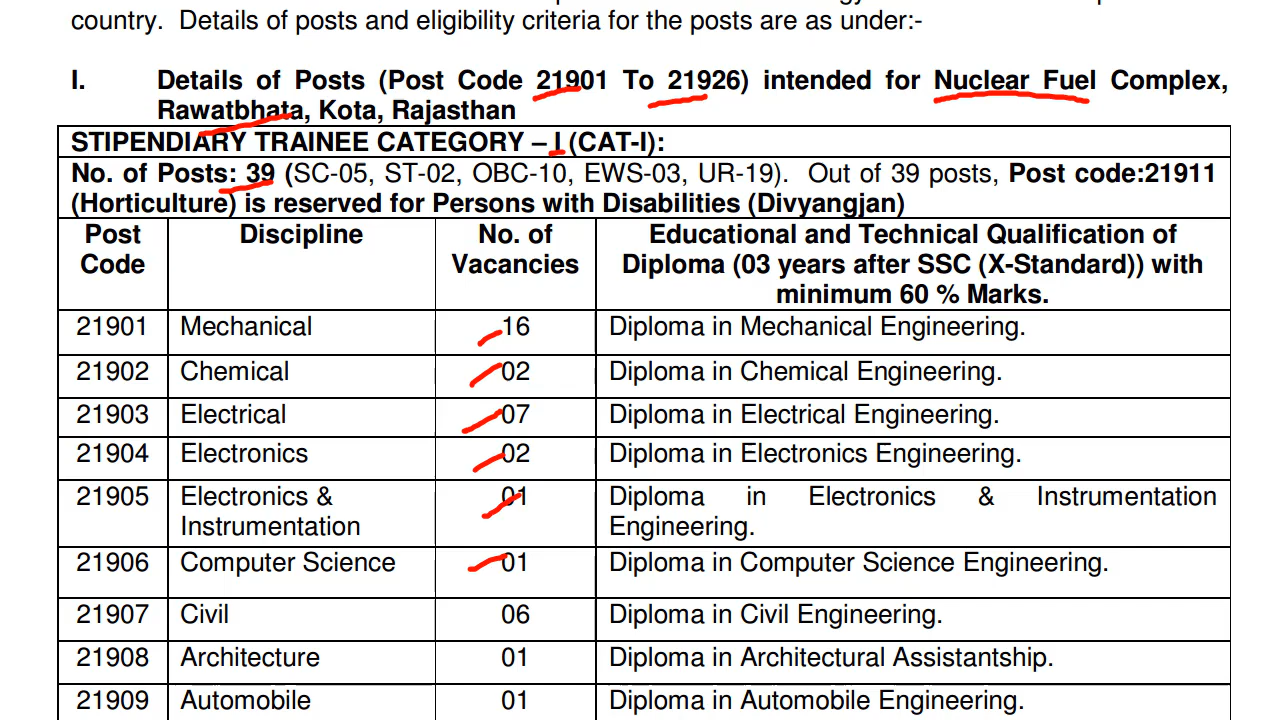 country. Details of posts and eligibility criteria for the posts are as under:-
I. Details of Posts (Post Code 21901 To 21926) intended for Nuclear Fuel Complex,
Rawatbhata, Kota, Rajasthan
STIPENDIARY TRAINEE CATEGORY – I (CAT-I):
No. of Posts: 39 (SC-05, ST-02, OBC-10, EWS-03, UR-19). Out of 39 posts, Post code:21911
(Horticulture) is reserved for Persons with Disabilities (Divyangjan)
Post Discipline No. of Educational and Technical Qualification of
Code Vacancies Diploma (03 years after SSC (X-Standard)) with
minimum 60 % Marks.
21901 Mechanical 16 Diploma in Mechanical Engineering.
21902 Chemical 02 Diploma in Chemical Engineering.
21903 Electrical 07 Diploma in Electrical Engineering.
21904 Electronics 02 Diploma in Electronics Engineering.
21905 Electronics & 01 Diploma in Electronics & Instrumentation
Instrumentation Engineering.
21906 Computer Science 01 Diploma in Computer Science Engineering.
21907 Civil 06 Diploma in Civil Engineering.
21908 Architecture 01 Diploma in Architectural Assistantship.
21909 Automobile 01 Diploma in Automobile Engineering.